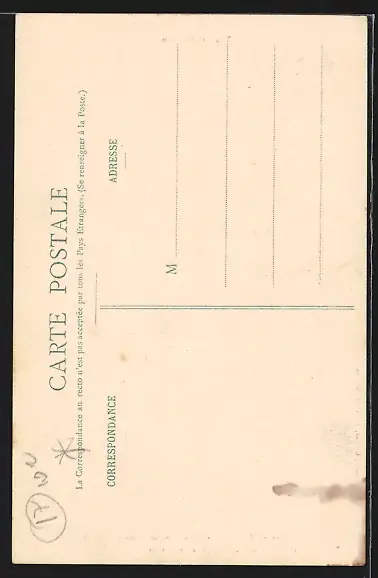 CARTE POSTALE
La Correspondance au recto n'est pas acceptée par tous les Pays Etrangers. (Se renseigner à la Poste.)
CORRESPONDANCE
ADRESSE
M
17